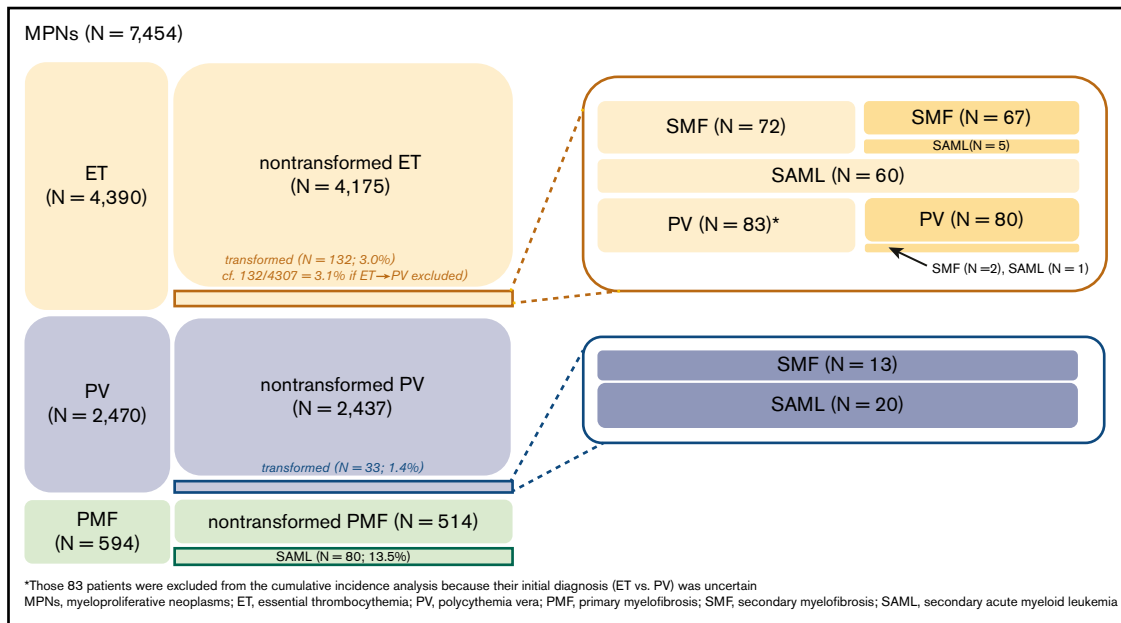 MPNs (N = 7,454)
ET
(N = 4,390)
nontransformed ET
(N = 4,175)
transformed (N = 132; 3.0%)
cf. 132/4307 = 3.1% if ET→PV excluded)
SMF (N = 72)
SMF (N = 67)
SAML(N = 5)
SAML (N = 60)
PV (N = 83)*
PV (N = 80)
SMF (N =2), SAML (N = 1)
PV
(N = 2,470)
nontransformed PV
(N = 2,437)
transformed (N = 33; 1.4%)
SMF (N = 13)
SAML (N = 20)
PMF
(N = 594)
nontransformed PMF (N = 514)
SAML (N = 80; 13.5%)
*Those 83 patients were excluded from the cumulative incidence analysis because their initial diagnosis (ET vs. PV) was uncertain
MPNs, myeloproliferative neoplasms; ET, essential thrombocythemia; PV, polycythemia vera; PMF, primary myelofibrosis; SMF, secondary myelofibrosis; SAML, secondary acute myeloid leukemia